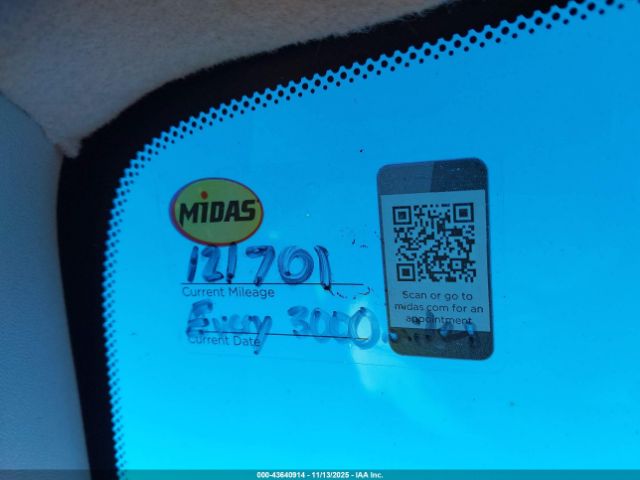 MIDAS
121701
Current Mileage
Every 3000
Current Date
Scan or go to
midas.com for an
appointment
000-43640914 - 11/13/2025 - IAA Inc.